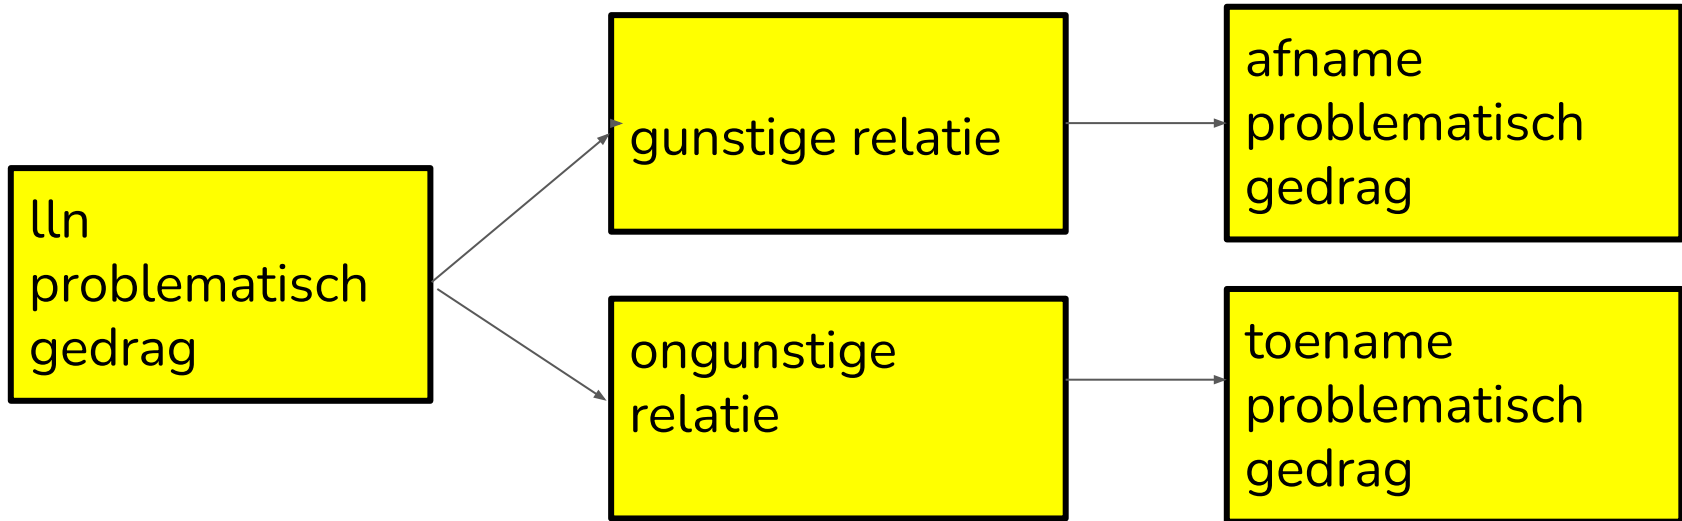 lln
problematisch
gedrag
gunstige relatie
afname
problematisch
gedrag
ongunstige
relatie
toename
problematisch
gedrag